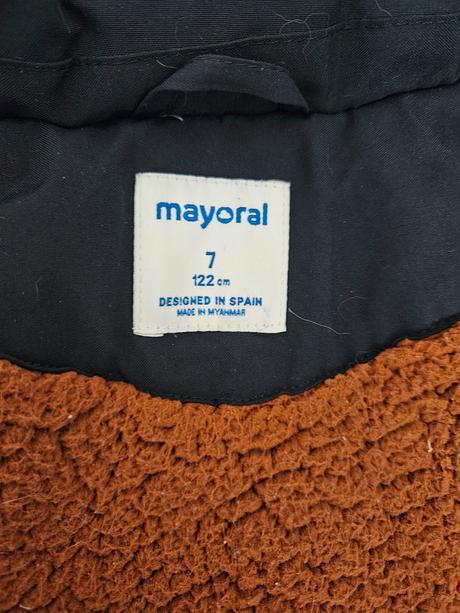 mayoral
7
122 cm
DESIGNED IN SPAIN
MADE IN MYANMAR